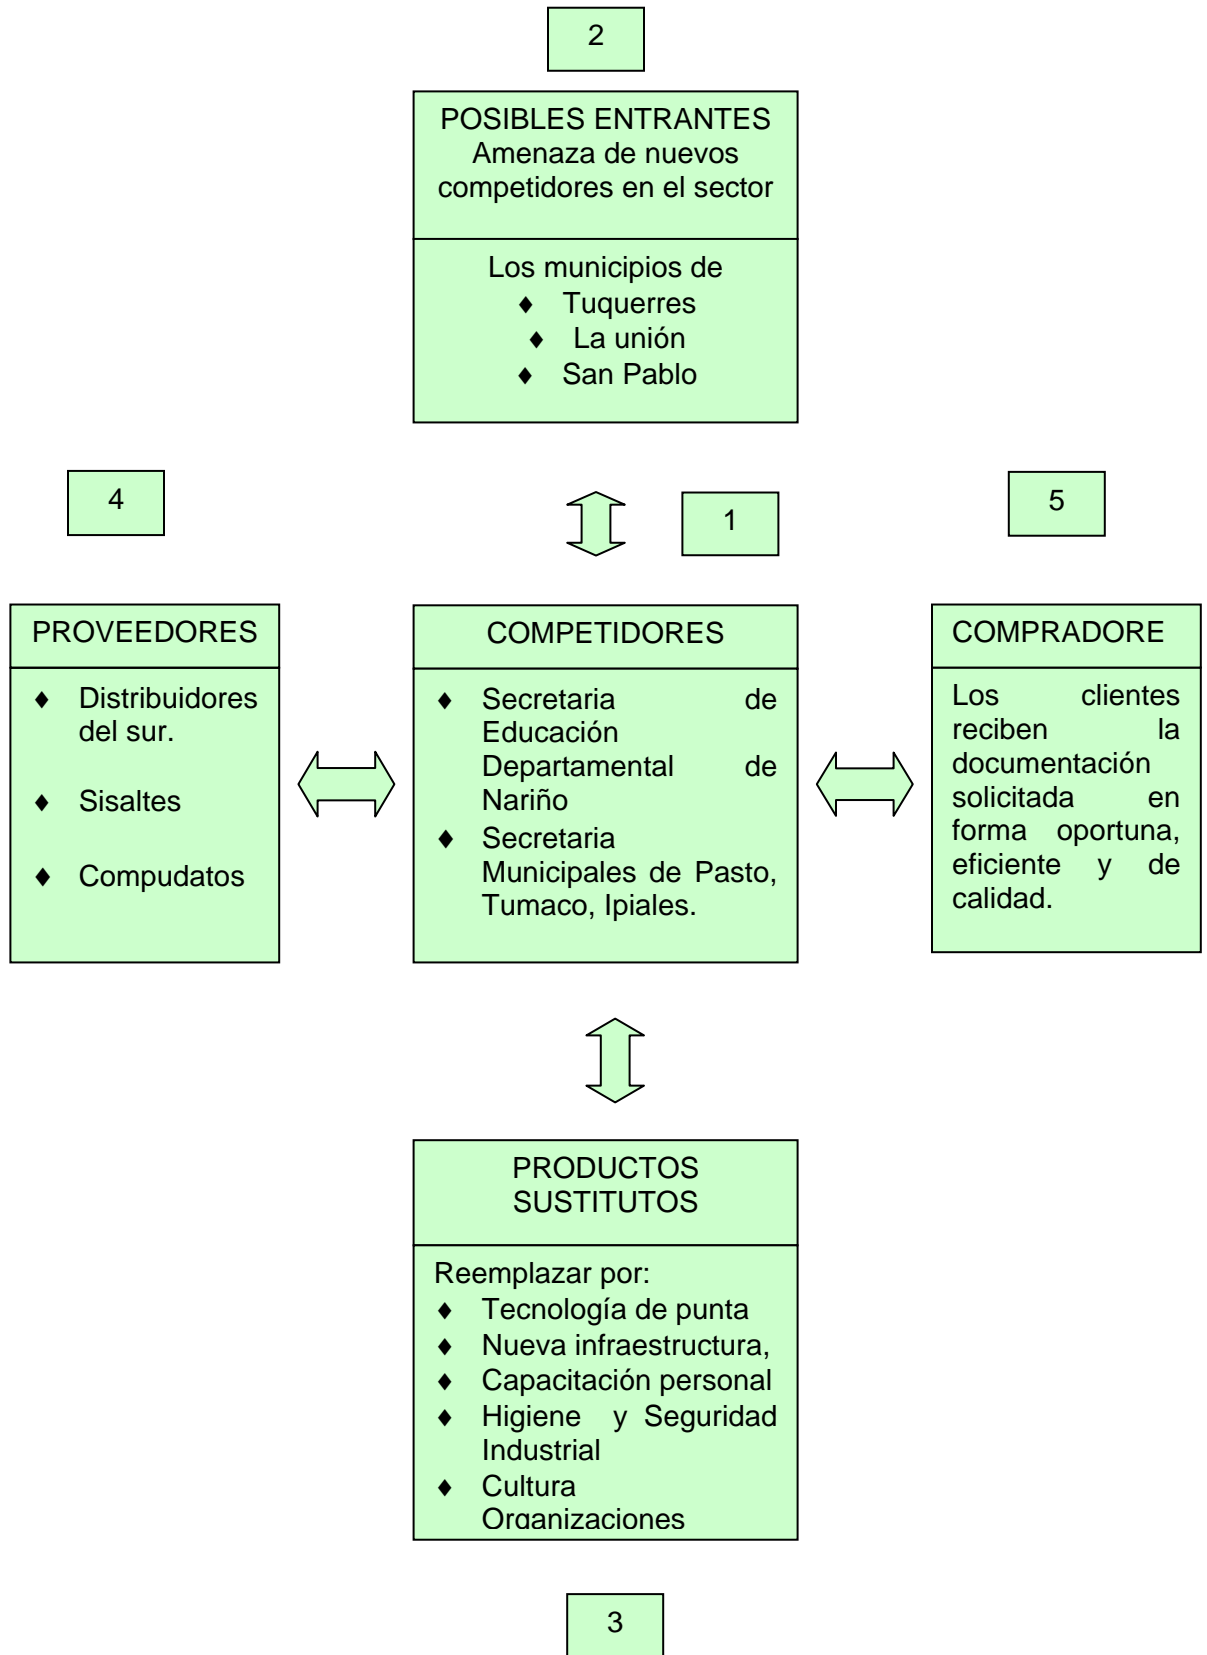 2
POSIBLES ENTRANTES
Amenaza de nuevos
competidores en el sector
Los municipios de
♦ Tuquerres
♦ La unión
♦ San Pablo
4
1
5
PROVEEDORES
♦ Distribuidores
del sur.
♦ Sisaltes
♦ Compudatos
COMPETIDORES
♦ Secretaria de
Educación
Departamental de
Nariño
♦ Secretaria
Municipales de Pasto,
Tumaco, Ipiales.
COMPRADORE
Los clientes
reciben la
documentación
solicitada en
forma oportuna,
eficiente y de
calidad.
PRODUCTOS
SUSTITUTOS
Reemplazar por:
♦ Tecnología de punta
♦ Nueva infraestructura,
♦ Capacitación personal
♦ Higiene y Seguridad
Industrial
♦ Cultura
Organizaciones
3